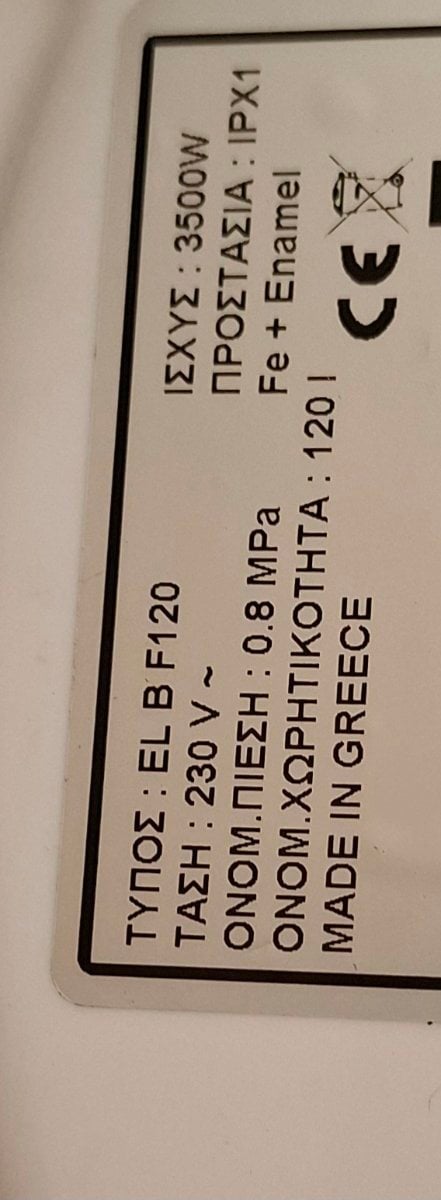 ΤΥΠΟΣ : EL B F120
ΤΑΣΗ : 230 V ~ ΙΣΧΥΣ : 3500W
ΟΝΟΜ.ΠΙΕΣΗ : 0.8 MPa ΠΡΟΣΤΑΣΙΑ : IPX1
ΟΝΟΜ.ΧΩΡΗΤΙΚΟΤΗΤΑ : 120 l Fe + Enamel
MADE IN GREECE CE